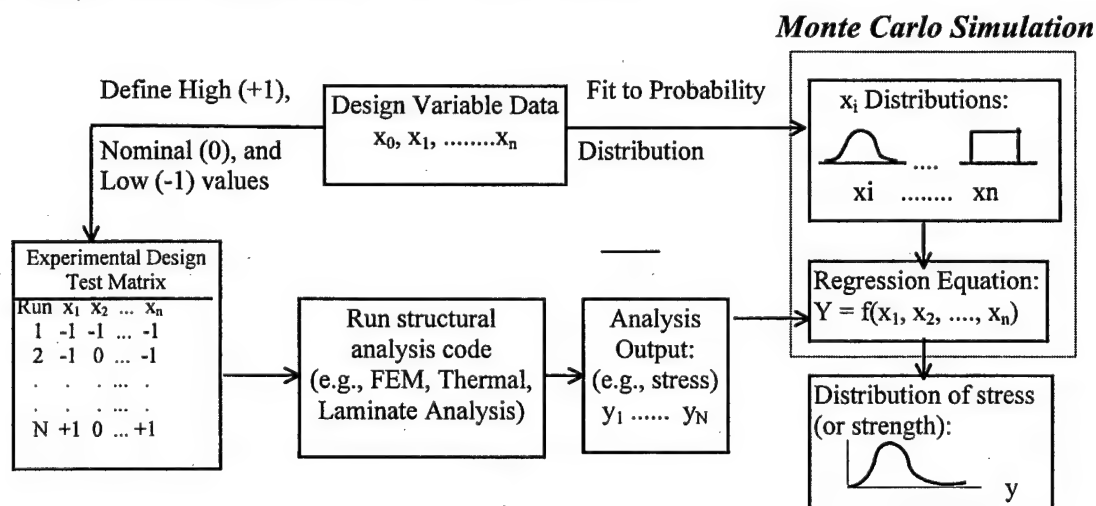 Monte Carlo Simulation
Define High (+1),
Nominal (0), and
Low (-1) values
Design Variable Data
x0, x1, ........xn
Fit to Probability
Distribution
xi Distributions:
....
xi ........ xn
Experimental Design
Test Matrix
Run x1 x2 ... xn
1 -1 -1 ... -1
2 -1 0 ... -1
. . . ... .
. . . ... .
N +1 0 ... +1
Run structural
analysis code
(e.g., FEM, Thermal,
Laminate Analysis)
Analysis
Output:
(e.g., stress)
y1 ...... yN
Regression Equation:
Y = f(x1, x2, ...., xn)
Distribution of stress
(or strength):
y